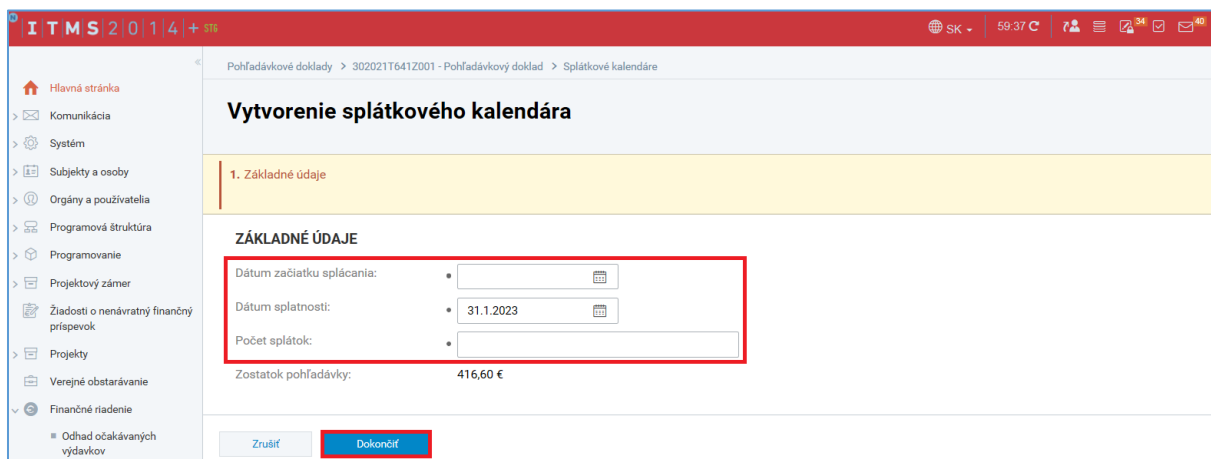 ITMS2014+ STG
SK
59:37
34
40
Pohľadávkové doklady > 302021T641Z001 - Pohľadávkový doklad > Splátkové kalendáre
Hlavná stránka
Komunikácia
Systém
Subjekty a osoby
Orgány a používatelia
Programová štruktúra
Programovanie
Projektový zámer
Žiadosti o nenávratný finančný
príspevok
Projekty
Verejné obstarávanie
Finančné riadenie
Odhad očakávaných
výdavkov
Vytvorenie splátkového kalendára
1. Základné údaje
ZÁKLADNÉ ÚDAJE
Dátum začiatku splácania:
Dátum splatnosti: 31.1.2023
Počet splátok:
Zostatok pohľadávky: 416,60 €
Zrušiť Dokončiť